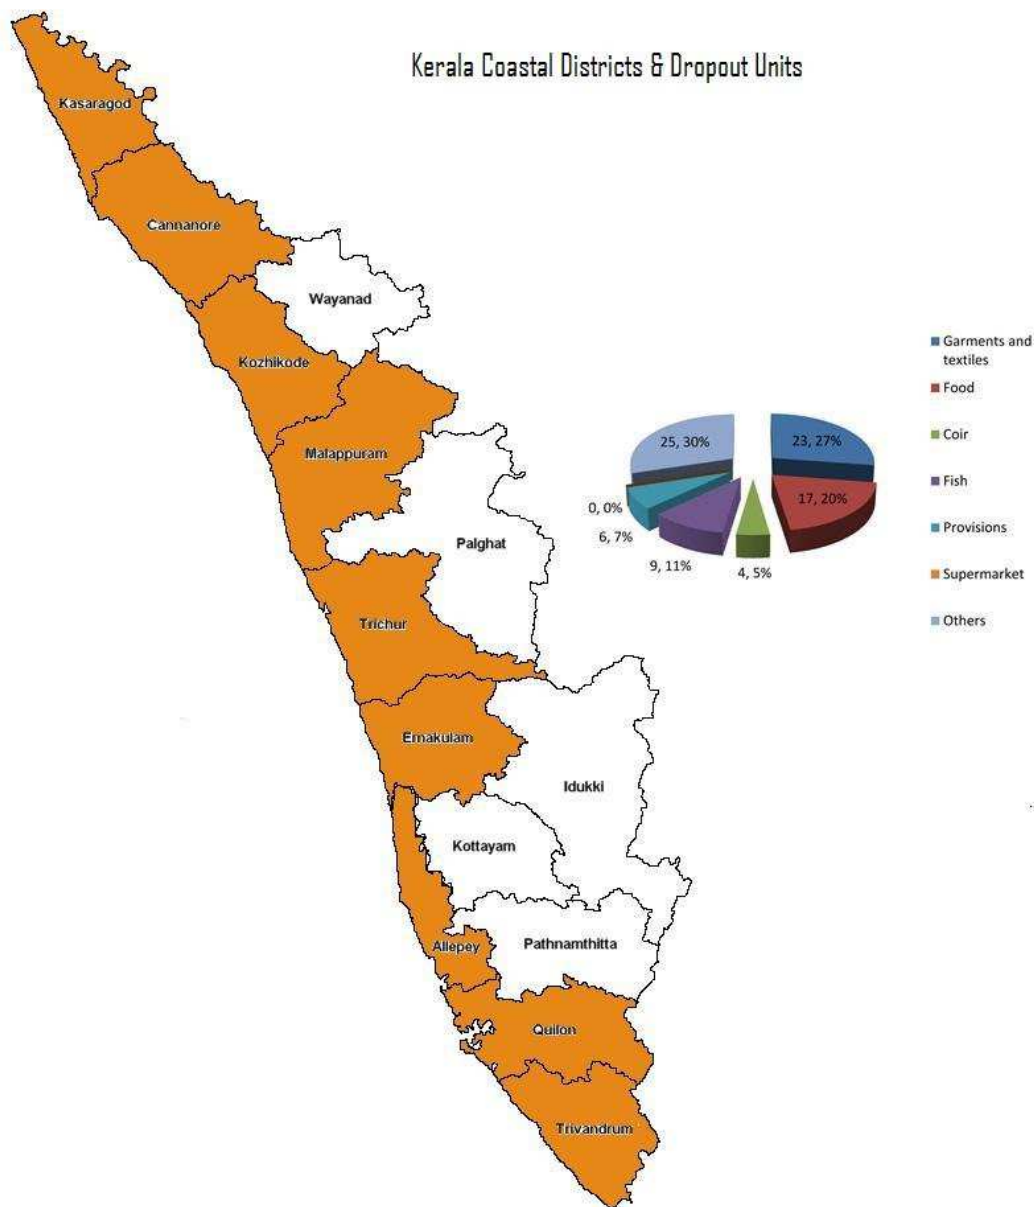 Kerala Coastal Districts & Dropout Units
Kasaragod
Cannanore
Wayanad
Kozhikode
Malappuram
Palghat
Trichur
Ernakulam
Idukki
Kottayam
Allepey
Pathnamthitta
Quilon
Trivandrum
25, 30%
23, 27%
17, 20%
0, 0%
6, 7%
9, 11%
4, 5%
Garments and
textiles
Food
Coir
Fish
Provisions
Supermarket
Others